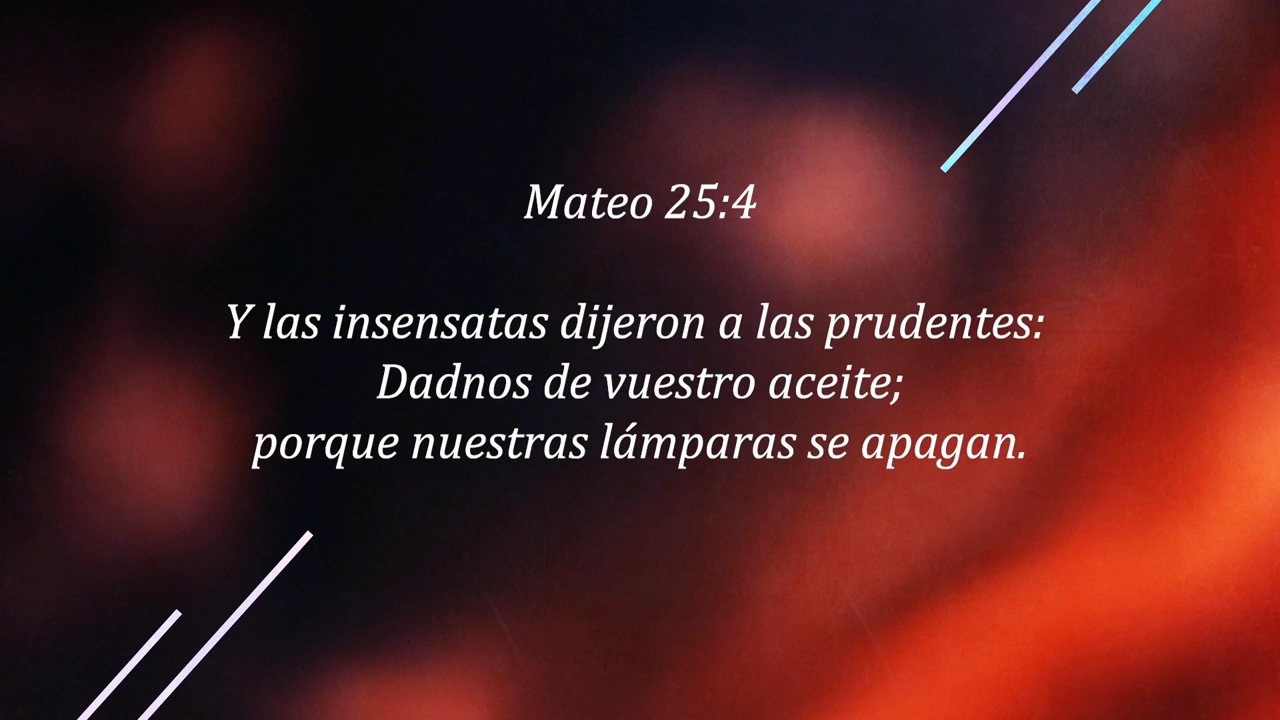 Mateo 25:4
Y las insensatas dijeron a las prudentes:
Dadnos de vuestro aceite;
porque nuestras lámparas se apagan.